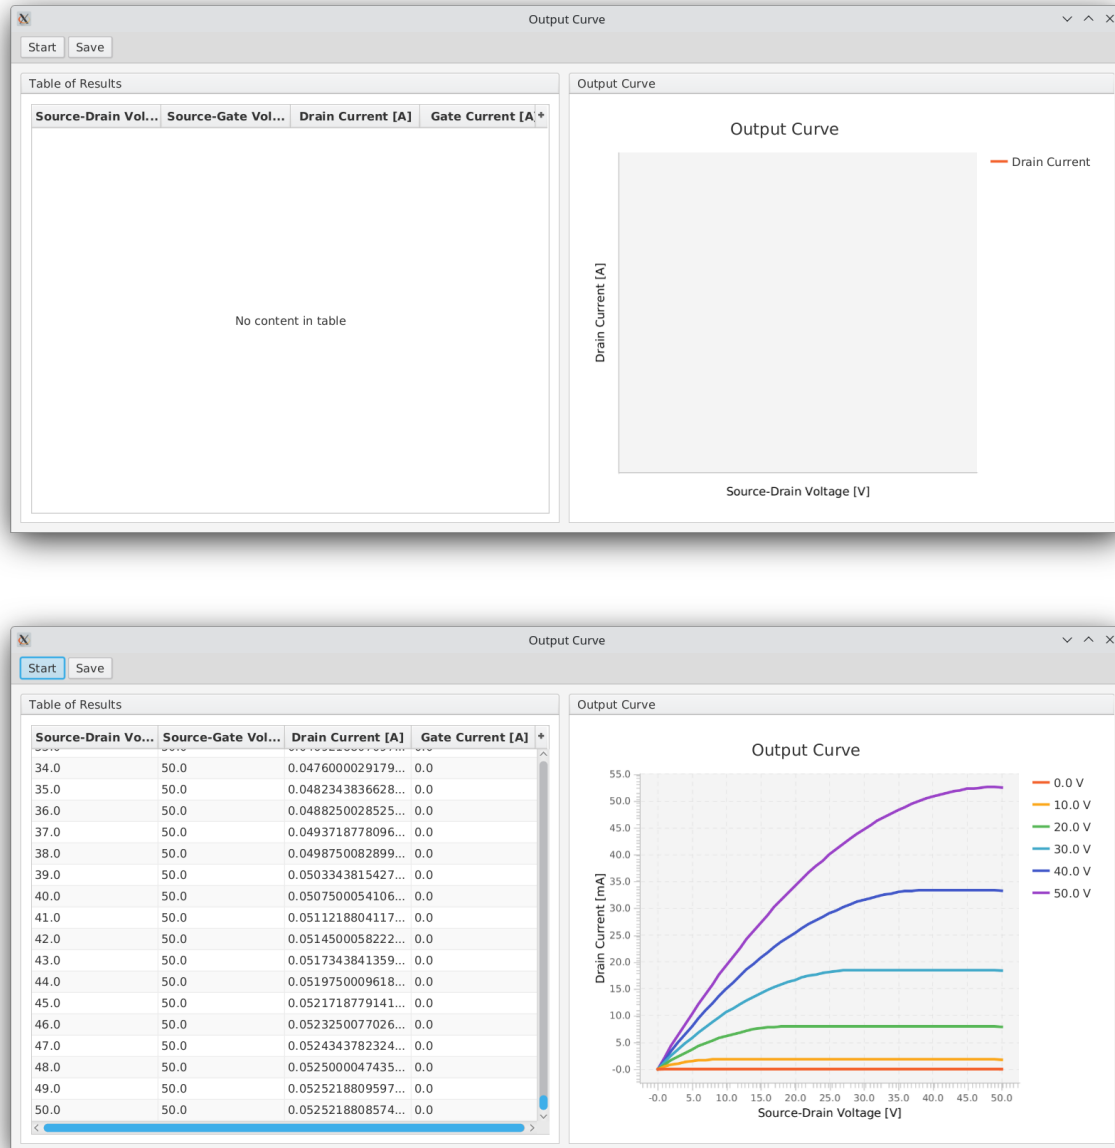 Output Curve
Start Save
Table of Results
Source-Drain Vol... Source-Gate Vol... Drain Current [A] Gate Current [A]
No content in table
Output Curve
Output Curve
Drain Current [A]
Drain Current
Source-Drain Voltage [V]
Output Curve
Start Save
Table of Results
Source-Drain Vo... Source-Gate Vol... Drain Current [A] Gate Current [A]
34.0 50.0 0.0476000029179... 0.0
35.0 50.0 0.0482343836628... 0.0
36.0 50.0 0.0488250028525... 0.0
37.0 50.0 0.0493718778096... 0.0
38.0 50.0 0.0498750082899... 0.0
39.0 50.0 0.0503343815427... 0.0
40.0 50.0 0.0507500054106... 0.0
41.0 50.0 0.0511218804117... 0.0
42.0 50.0 0.0514500058222... 0.0
43.0 50.0 0.0517343841359... 0.0
44.0 50.0 0.0519750009618... 0.0
45.0 50.0 0.0521718779141... 0.0
46.0 50.0 0.0523250077026... 0.0
47.0 50.0 0.0524343782324... 0.0
48.0 50.0 0.0525000047435... 0.0
49.0 50.0 0.0525218809597... 0.0
50.0 50.0 0.0525218808574... 0.0
Output Curve
Output Curve
Drain Current [mA]
55.0
50.0
45.0
40.0
35.0
30.0
25.0
20.0
15.0
10.0
5.0
-0.0
-0.0 5.0 10.0 15.0 20.0 25.0 30.0 35.0 40.0 45.0 50.0
Source-Drain Voltage [V]
0.0 V
10.0 V
20.0 V
30.0 V
40.0 V
50.0 V